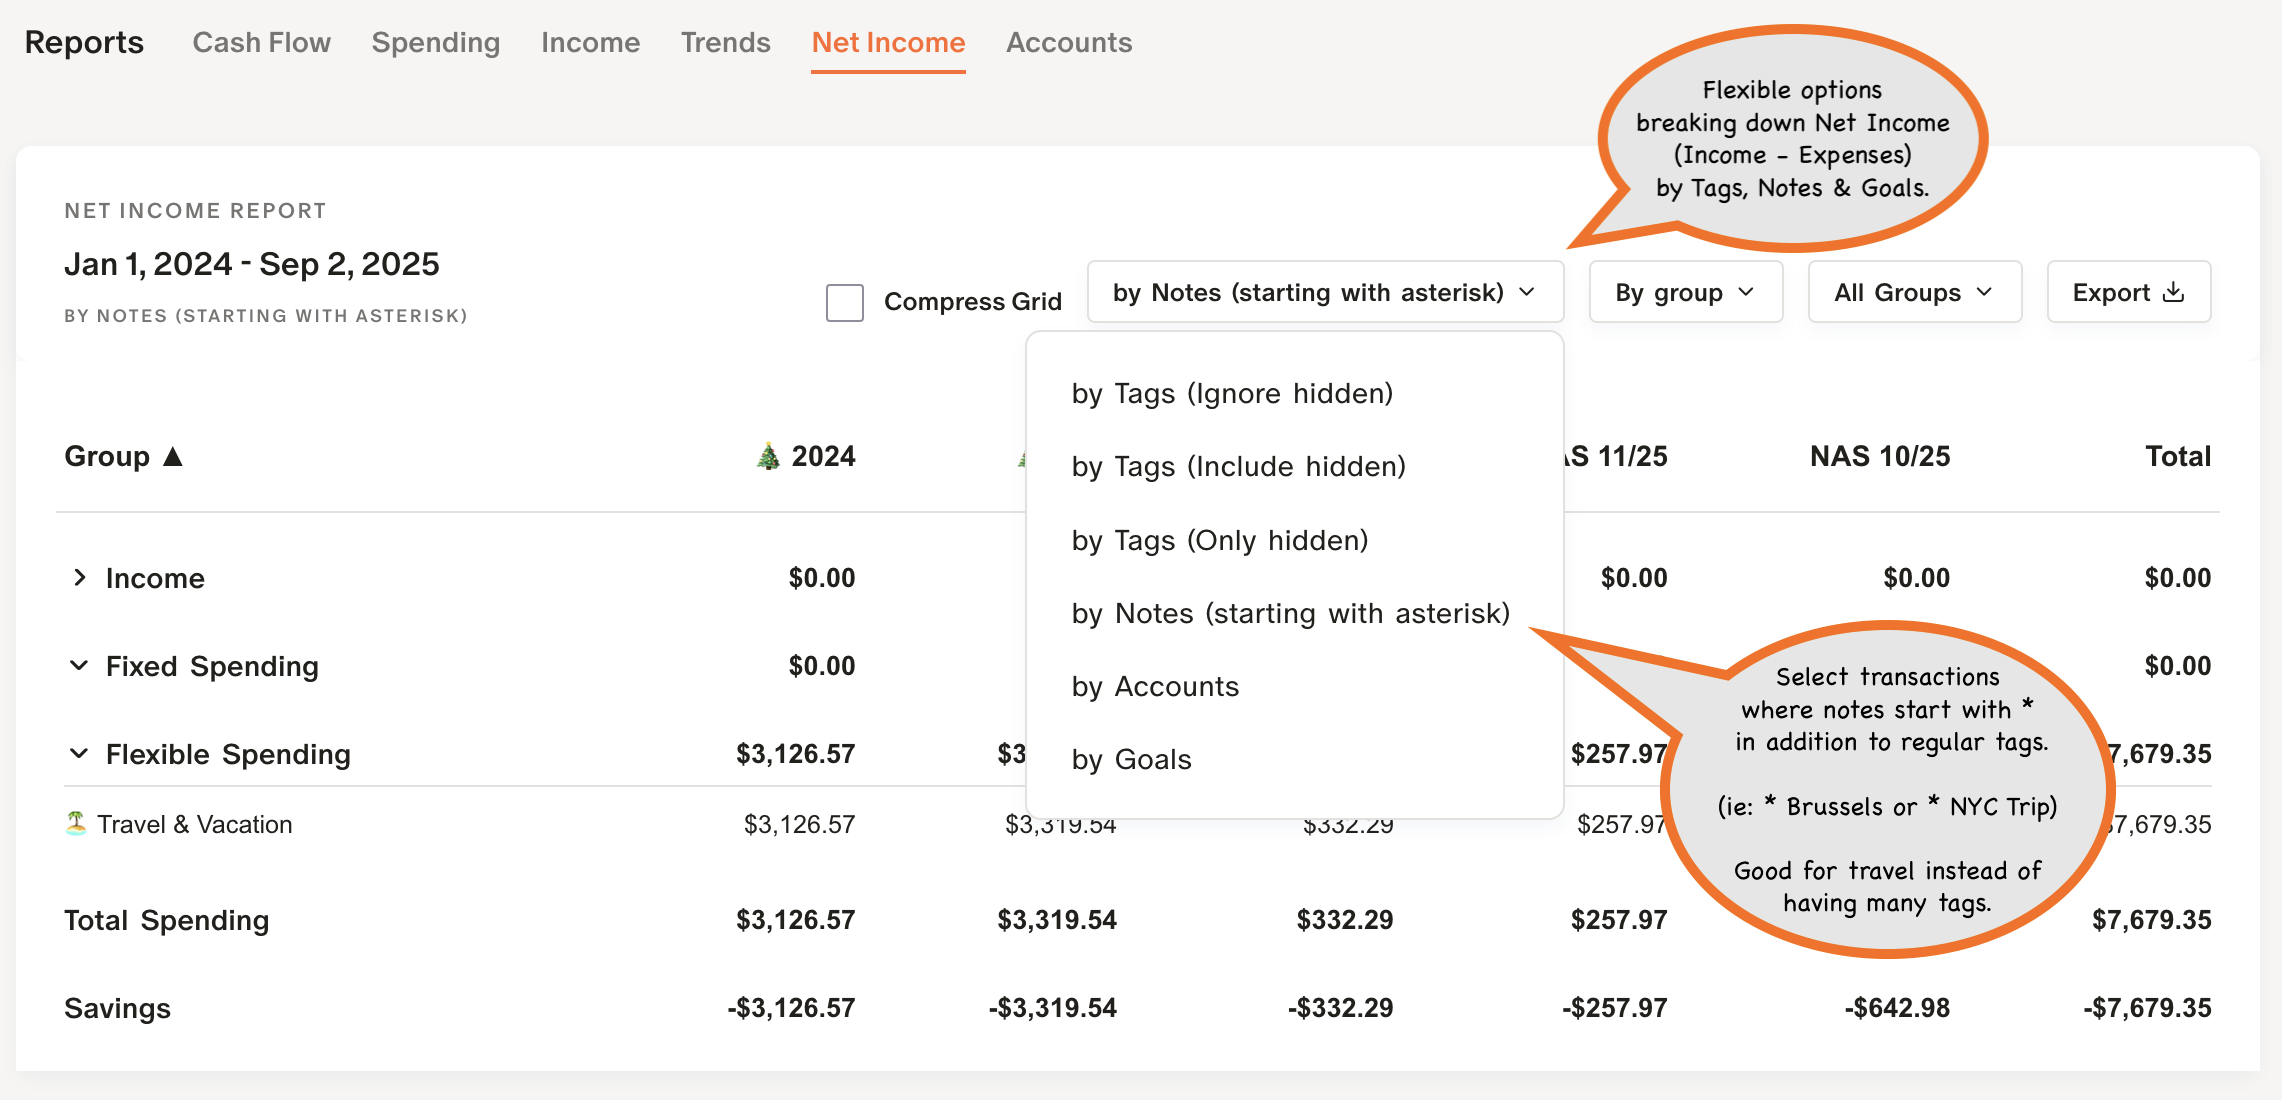 Reports Cash Flow Spending Income Trends Net Income Accounts
Flexible options
breaking down Net Income
(Income - Expenses)
by Tags, Notes & Goals.
NET INCOME REPORT
Jan 1, 2024 - Sep 2, 2025
BY NOTES (STARTING WITH ASTERISK)
Compress Grid
by Notes (starting with asterisk)
By group
All Groups
Export
by Tags (Ignore hidden)
by Tags (Include hidden)
by Tags (Only hidden)
by Notes (starting with asterisk)
by Accounts
by Goals
Group ▲ 🎄 2024 11/25 NAS 10/25 Total
Income $0.00 $0.00 $0.00 $0.00
Fixed Spending $0.00 $0.00
Flexible Spending $3,126.57 $257.97 7,679.35
🏝️ Travel & Vacation $3,126.57 $3,319.54 $332.29 $257.97 7,679.35
Total Spending $3,126.57 $3,319.54 $332.29 $257.97 $7,679.35
Savings -$3,126.57 -$3,319.54 -$332.29 -$257.97 -$642.98 -$7,679.35
Select transactions
where notes start with *
in addition to regular tags.
(ie: * Brussels or * NYC Trip)
Good for travel instead of
having many tags.